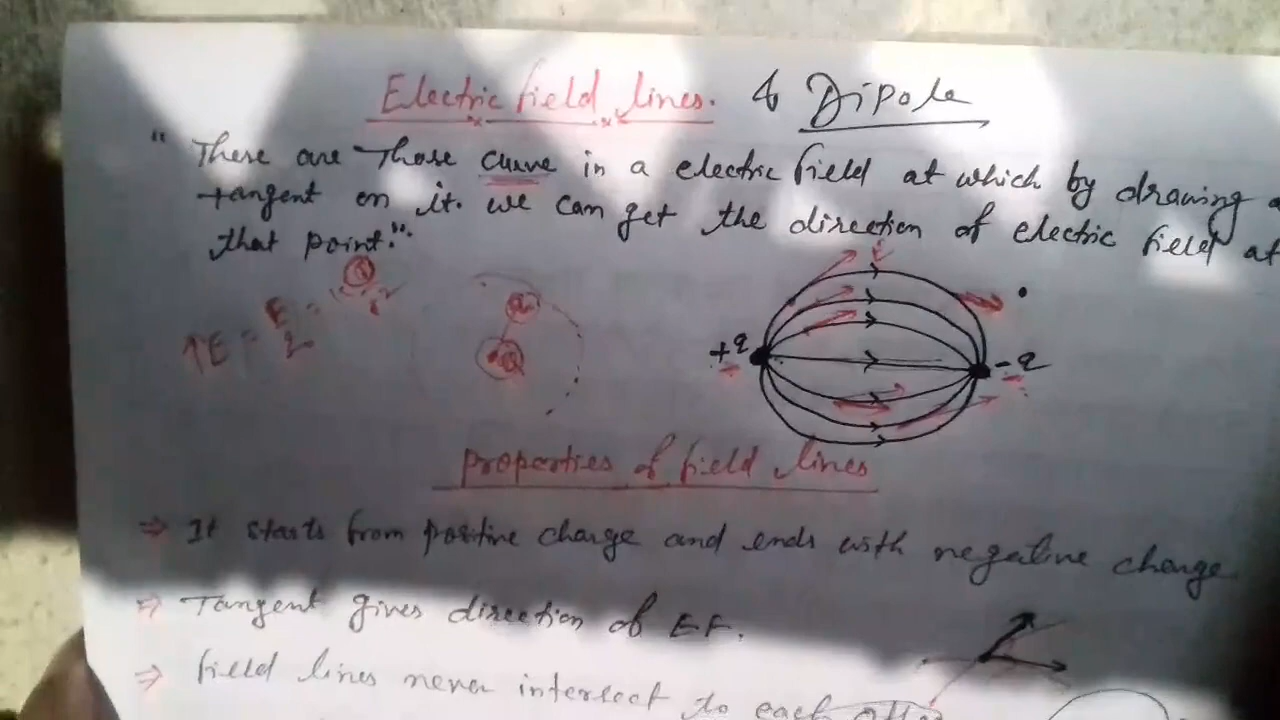 Electric field lines. & Dipole
" There are those curve in a electric field at which by drawing a
tangent on it. we can get the direction of electric field at
that point."
E =
↑E =
+q
-q
Properties of field lines
⇒ It starts from positive charge and ends with negative charge
⇒ Tangent gives direction of EF.
⇒ field lines never intersect to each